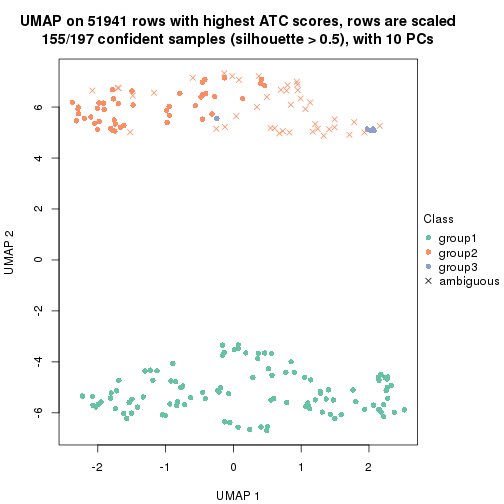 UMAP on 51941 rows with highest ATC scores, rows are scaled
155/197 confident samples (silhouette > 0.5), with 10 PCs
6
4
2
0
-2
-4
-6
UMAP 2
-2
-1
0
1
2
UMAP 1
Class
group1
group2
group3
ambiguous